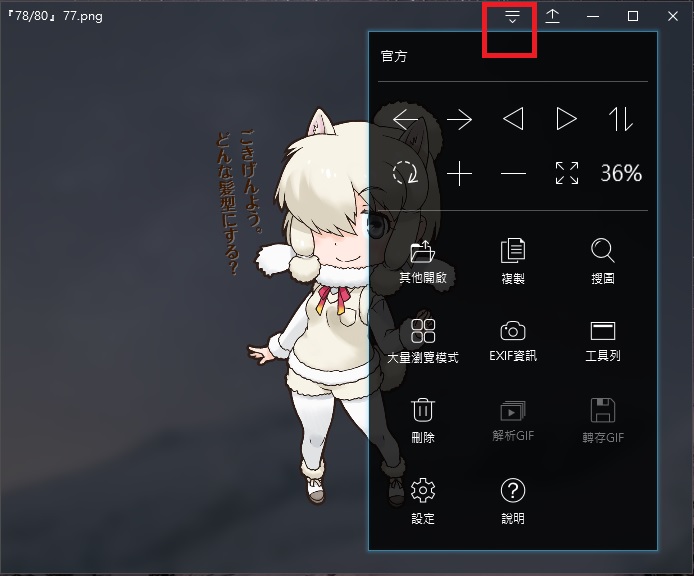 『78/80』 77.png
官方
36%
ごきげんよう。
どんな髪型にする？
其他開啟
複製
搜圖
大量瀏覽模式
EXIF資訊
工具列
刪除
解析GIF
轉存GIF
設定
說明